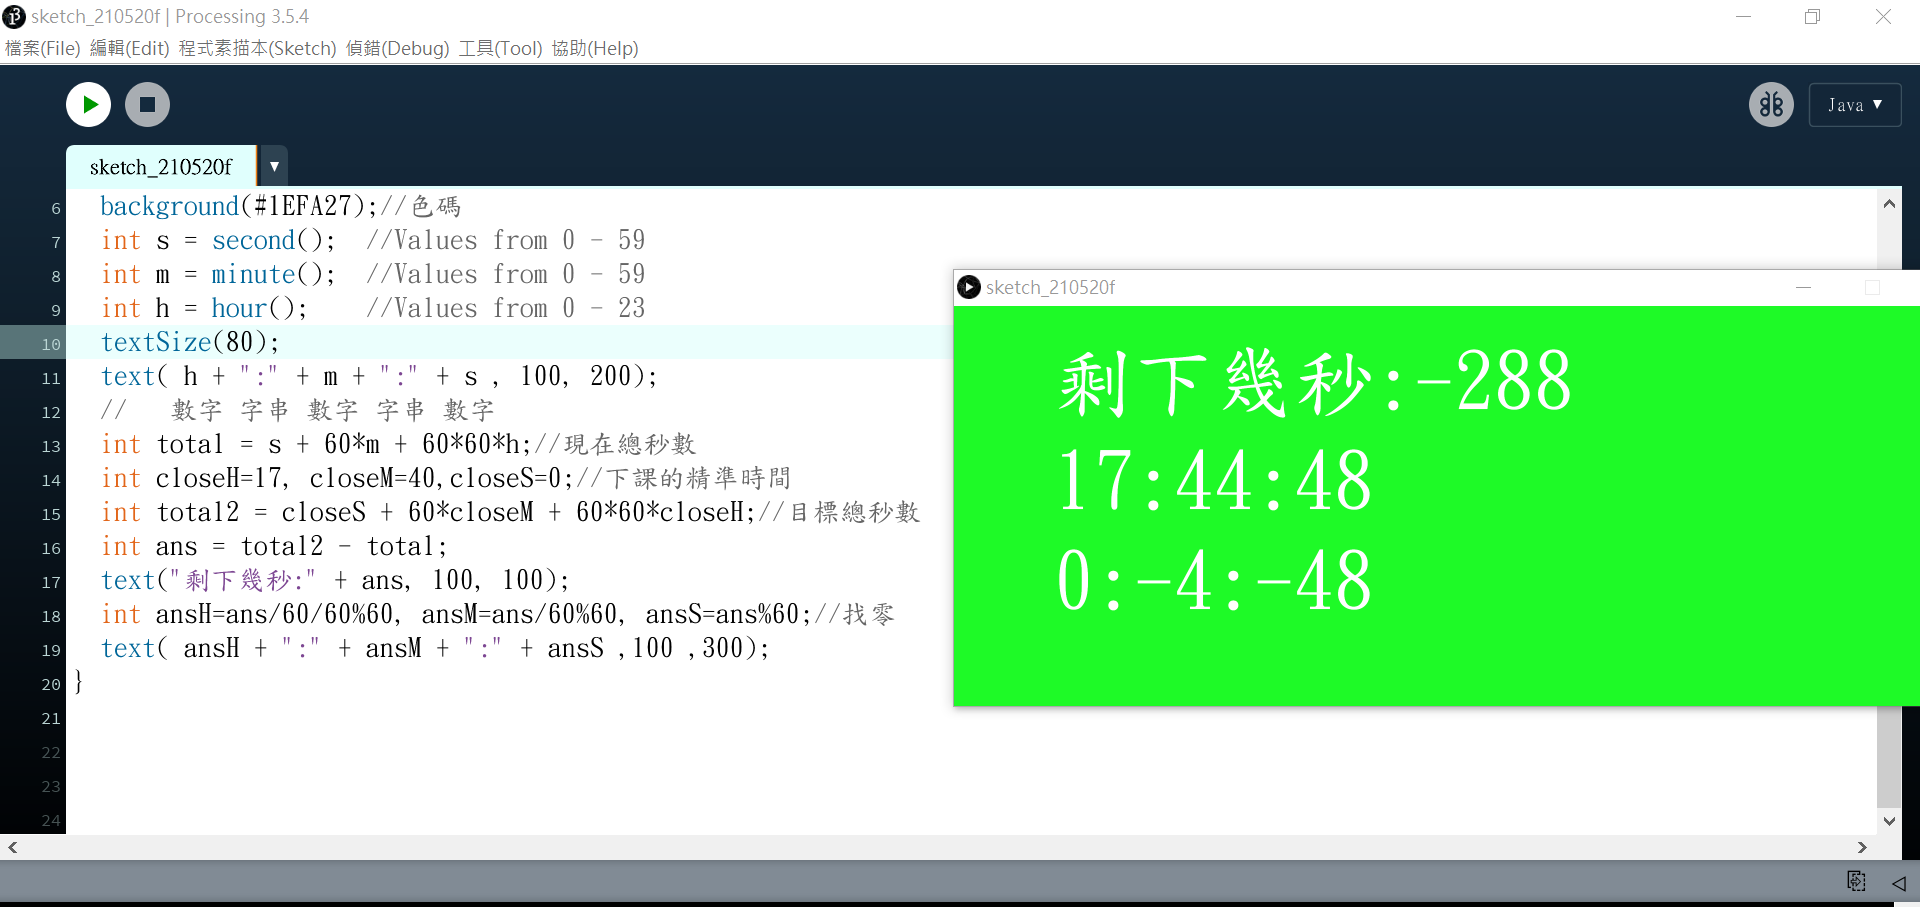 sketch_210520f | Processing 3.5.4
檔案(File) 編輯(Edit) 程式素描本(Sketch) 偵錯(Debug) 工具(Tool) 協助(Help)
Java ▼
sketch_210520f ▼
6 background(#1EFA27);//色碼
7 int s = second();  //Values from 0 - 59
8 int m = minute();  //Values from 0 - 59
9 int h = hour();    //Values from 0 - 23
10 textSize(80);
11 text( h + ":" + m + ":" + s , 100, 200);
12 //   數字 字串 數字 字串 數字
13 int total = s + 60*m + 60*60*h;//現在總秒數
14 int closeH=17, closeM=40,closeS=0;//下課的精準時間
15 int total2 = closeS + 60*closeM + 60*60*closeH;//目標總秒數
16 int ans = total2 - total;
17 text("剩下幾秒:" + ans, 100, 100);
18 int ansH=ans/60/60%60, ansM=ans/60%60, ansS=ans%60;//找零
19 text( ansH + ":" + ansM + ":" + ansS ,100 ,300);
20 }
21
22
23
24
sketch_210520f
剩下幾秒:-288
17:44:48
0:-4:-48